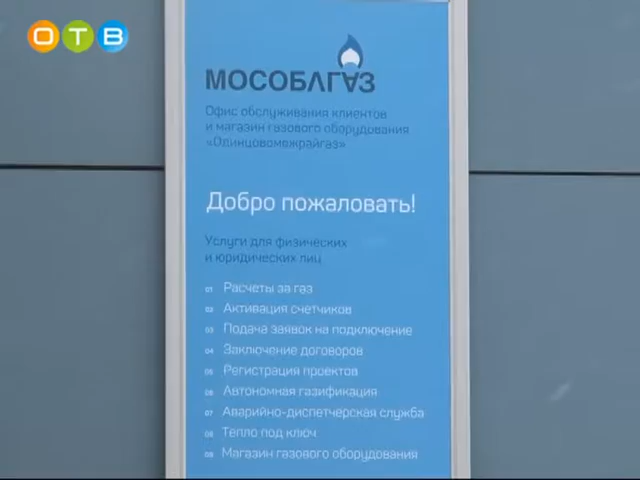 ОТВ
МОСОБЛГАЗ
Офис обслуживания клиентов
и магазин газового оборудования
«Одинцовомежрайгаз»
Добро пожаловать!
Услуги для физических
и юридических лиц
01 Расчеты за газ
02 Активация счетчиков
03 Подача заявок на подключение
04 Заключение договоров
05 Регистрация проектов
06 Автономная газификация
07 Аварийно-диспетчерская служба
08 Тепло под ключ
09 Магазин газового оборудования